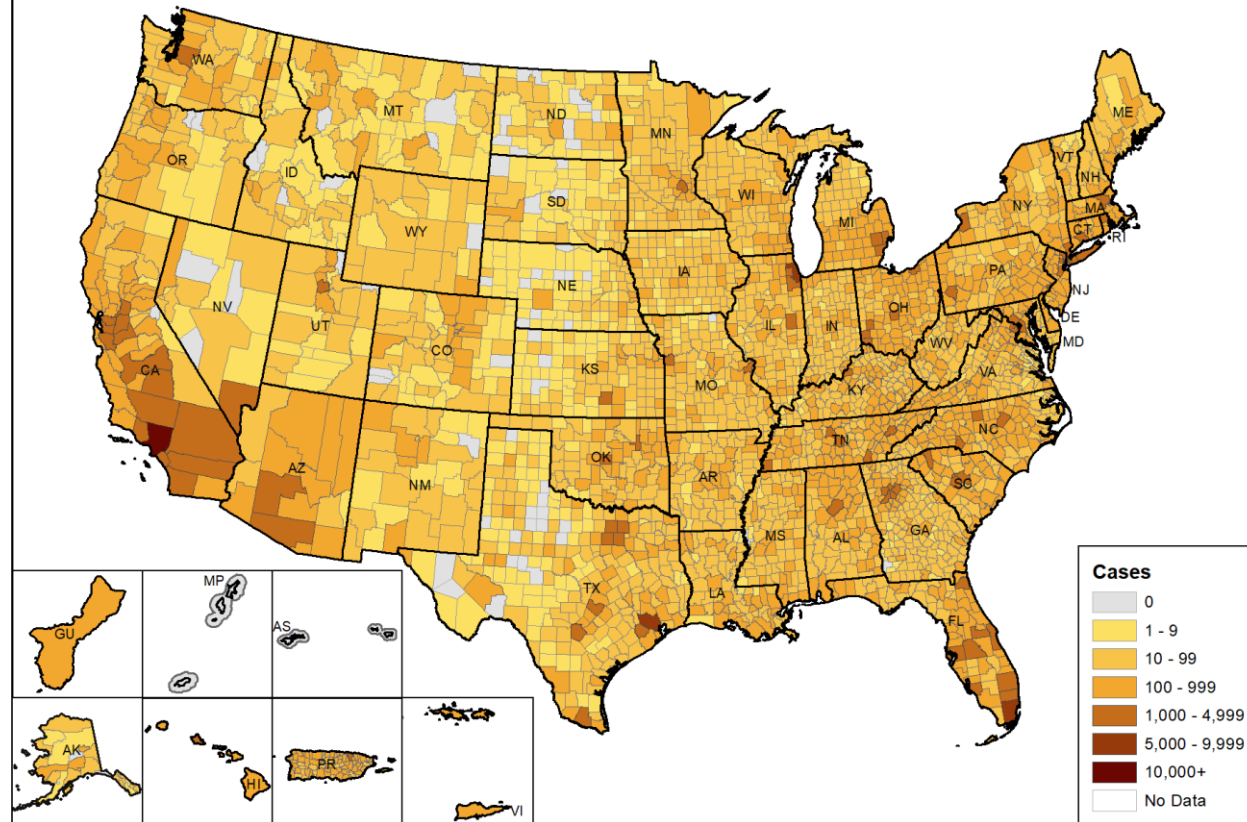 WA
MT
ND
MN
ME
OR
ID
SD
WI
MI
VT
NH
NY
MA
CT
RI
WY
IA
NE
PA
NJ
NV
UT
CO
IL
IN
OH
DE
MD
WV
VA
CA
KS
MO
KY
AZ
NM
OK
AR
TN
NC
SC
MS
AL
GA
TX
LA
FL
GU
MP
AS
AK
HI
PR
VI
Cases
0
1 - 9
10 - 99
100 - 999
1,000 - 4,999
5,000 - 9,999
10,000+
No Data